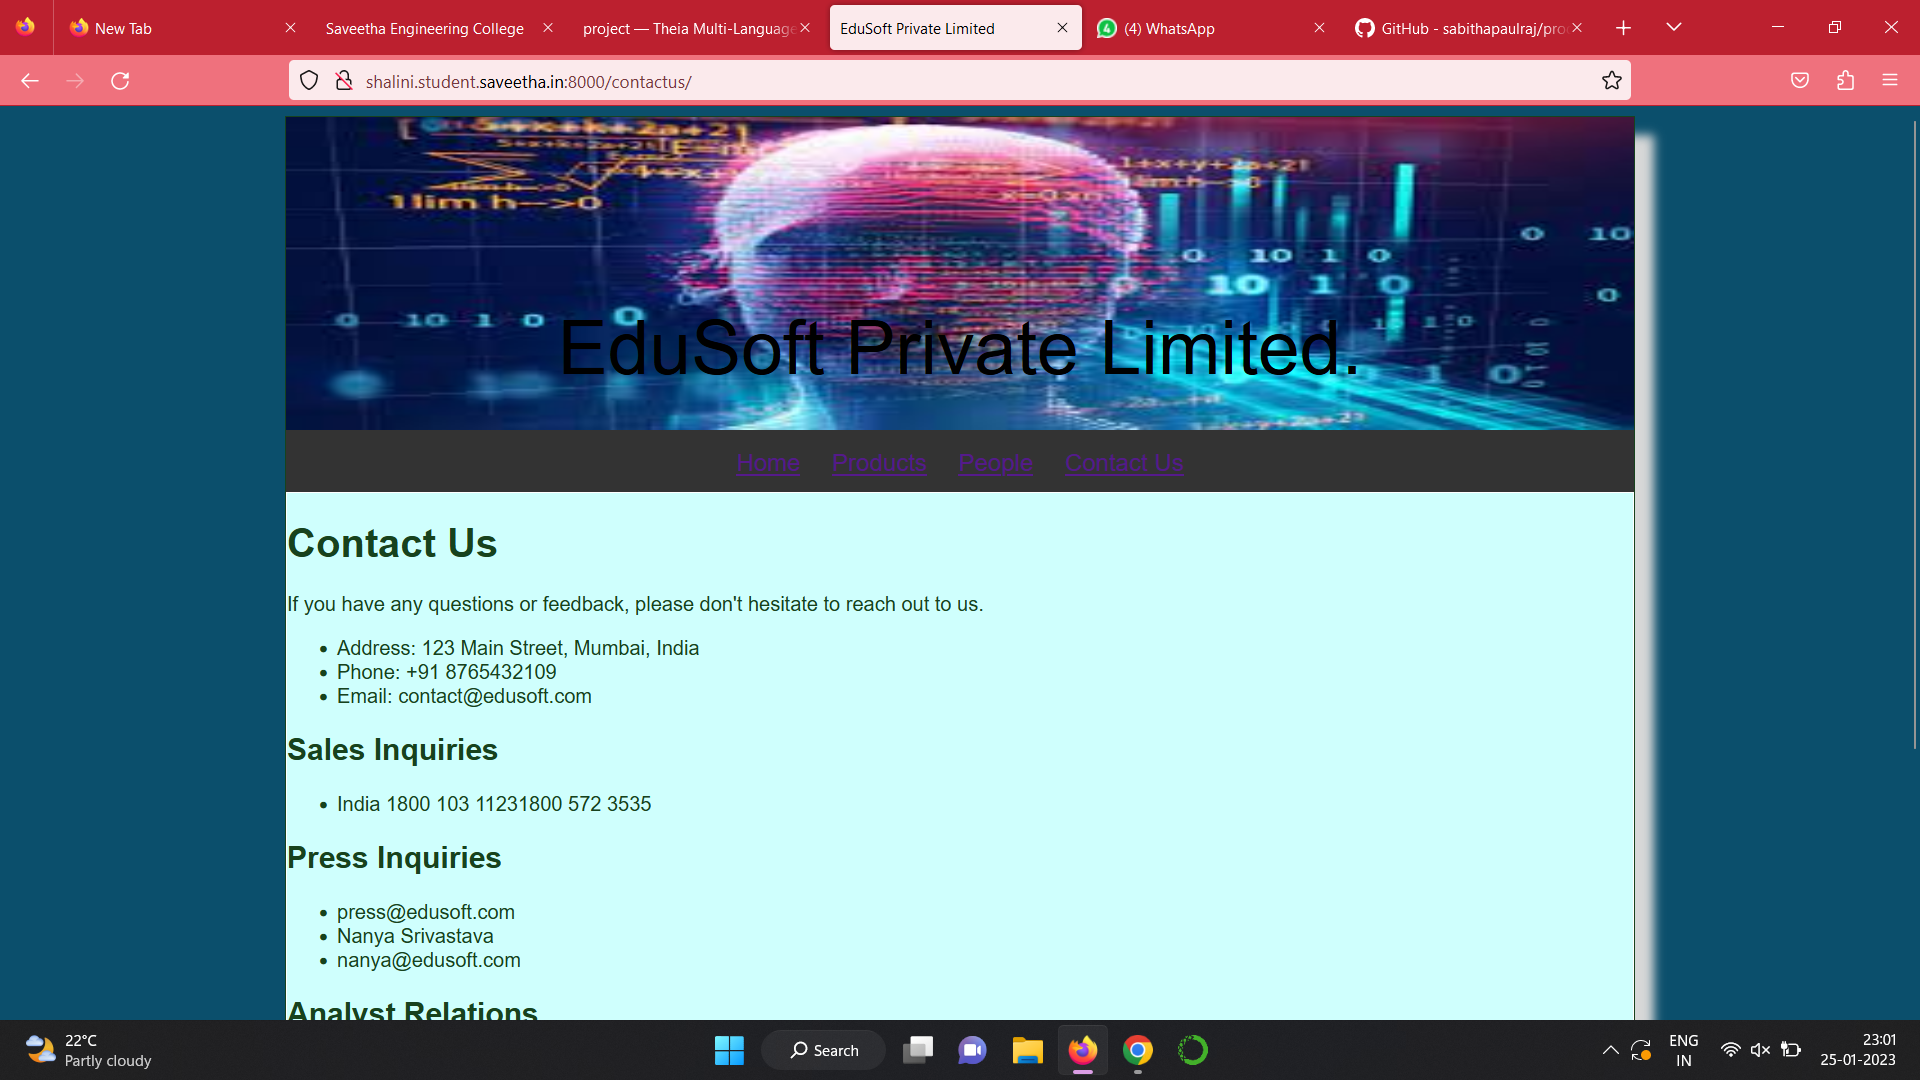 New Tab
Saveetha Engineering College
project — Theia Multi-Language
EduSoft Private Limited
(4) WhatsApp
GitHub - sabithapaulraj/pro
shalini.student.saveetha.in:8000/contactus/
EduSoft Private Limited.
Home Products People Contact Us
Contact Us
If you have any questions or feedback, please don't hesitate to reach out to us.
• Address: 123 Main Street, Mumbai, India
• Phone: +91 8765432109
• Email: contact@edusoft.com
Sales Inquiries
• India 1800 103 11231800 572 3535
Press Inquiries
• press@edusoft.com
• Nanya Srivastava
• nanya@edusoft.com
Analyst Relations
22°C
Partly cloudy
Search
ENG
IN
23:01
25-01-2023